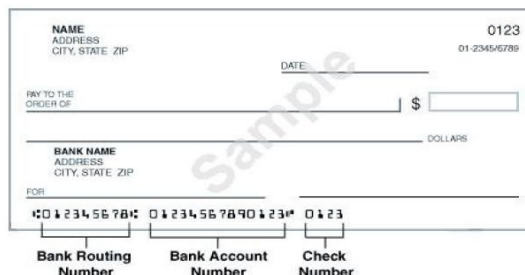 NAME
ADDRESS
CITY, STATE ZIP
0123
01-2345/6789
DATE
PAY TO THE
ORDER OF
$
DOLLARS
Sample
BANK NAME
ADDRESS
CITY, STATE ZIP
FOR
⑆012345678⑆ 01234567890123⑈ 0123
Bank Routing Number
Bank Account Number
Check Number